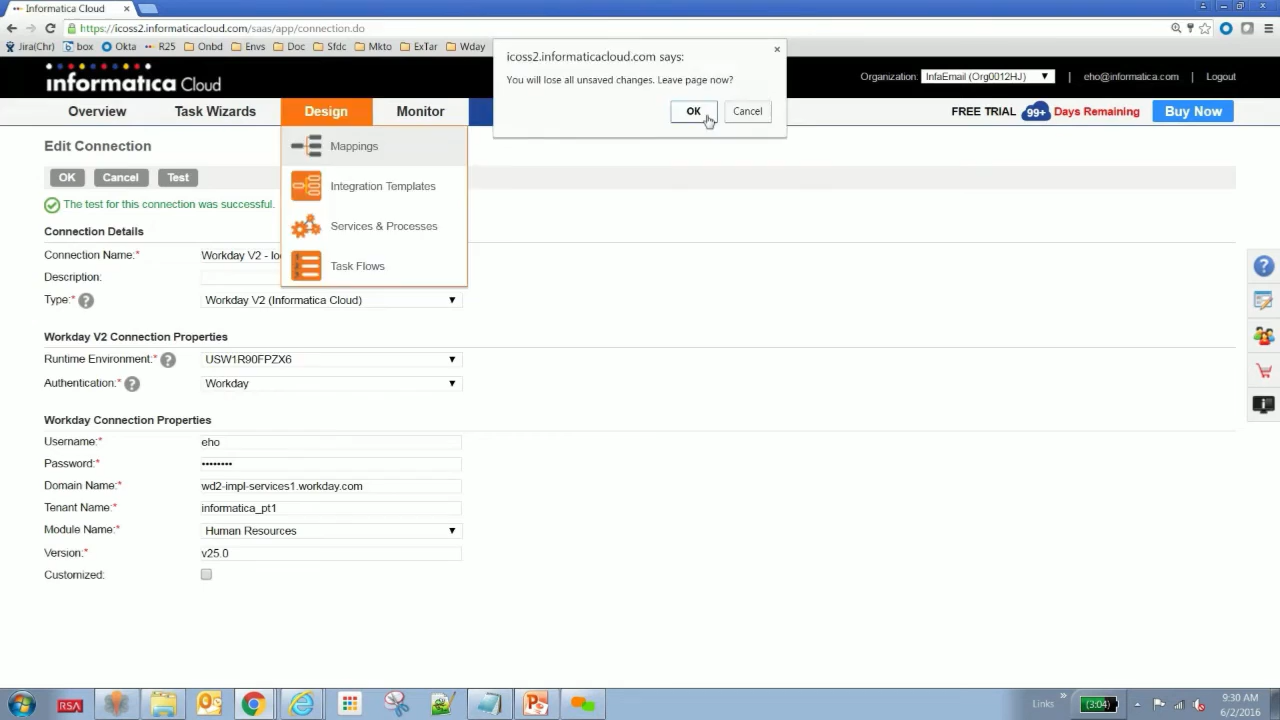 Informatica Cloud
https://icoss2.informaticacloud.com/saas/app/connection.do
Jira(Chr) box Okta R25 Onbd Envs Doc Sfdc Mkto ExTar Wday
icoss2.informaticacloud.com says:
You will lose all unsaved changes. Leave page now?
OK Cancel
informatica Cloud
Organization: InfaEmail (Org0012HJ) | eho@informatica.com | Logout
Overview Task Wizards Design Monitor
FREE TRIAL 99+ Days Remaining Buy Now
Edit Connection
Mappings
OK Cancel Test
Integration Templates
The test for this connection was successful.
Services & Processes
Connection Details
Connection Name:* Workday V2 - lo
Task Flows
Description:
Type:* ? Workday V2 (Informatica Cloud)
Workday V2 Connection Properties
Runtime Environment:* ? USW1R90FPZX6
Authentication:* ? Workday
Workday Connection Properties
Username:* eho
Password:* ••••••••
Domain Name:* wd2-impl-services1.workday.com
Tenant Name:* informatica_pt1
Module Name:* Human Resources
Version:* v25.0
Customized:
RSA
Links » (3:04) 9:30 AM
6/2/2016